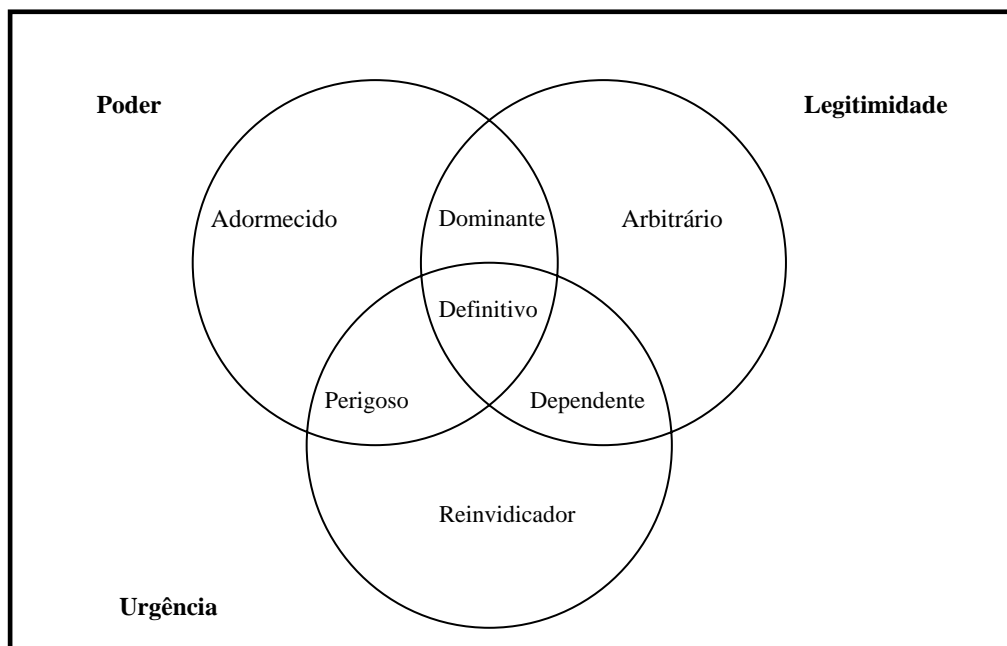 Poder
Legitimidade
Adormecido
Dominante
Arbitrário
Definitivo
Perigoso
Dependente
Reinvidicador
Urgência